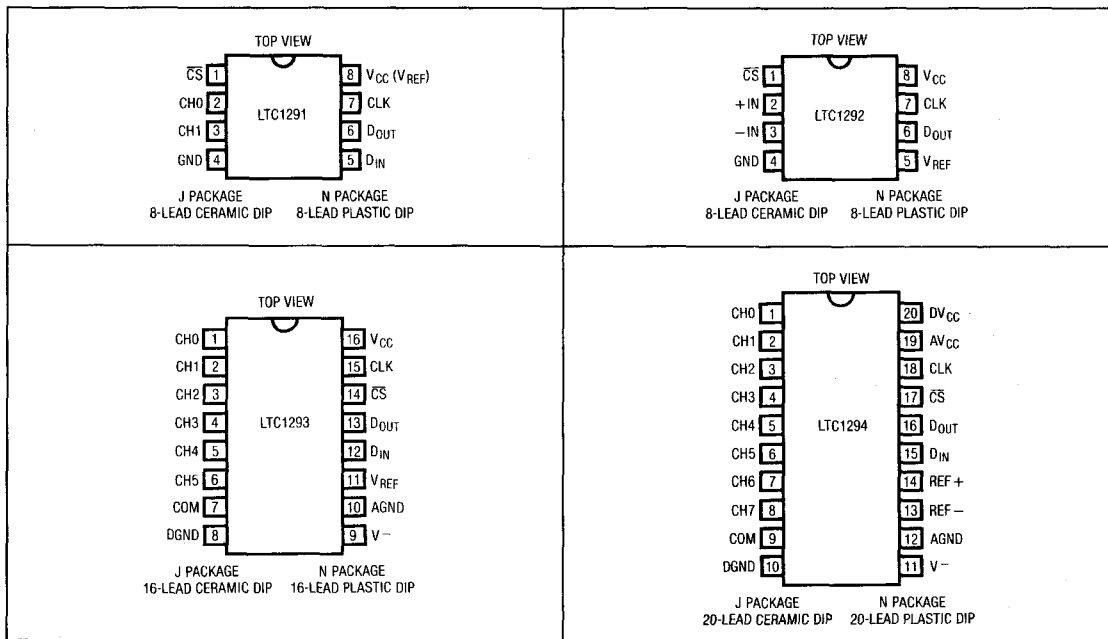 TOP VIEW
C̅S̅ 1 8 VCC (VREF)
CH0 2 7 CLK
LTC1291
CH1 3 6 DOUT
GND 4 5 DIN
J PACKAGE N PACKAGE
8-LEAD CERAMIC DIP 8-LEAD PLASTIC DIP
TOP VIEW
C̅S̅ 1 8 VCC
+IN 2 7 CLK
LTC1292
−IN 3 6 DOUT
GND 4 5 VREF
J PACKAGE N PACKAGE
8-LEAD CERAMIC DIP 8-LEAD PLASTIC DIP
TOP VIEW
CH0 1 16 VCC
CH1 2 15 CLK
CH2 3 14 C̅S̅
CH3 4 LTC1293 13 DOUT
CH4 5 12 DIN
CH5 6 11 VREF
COM 7 10 AGND
DGND 8 9 V−
J PACKAGE N PACKAGE
16-LEAD CERAMIC DIP 16-LEAD PLASTIC DIP
TOP VIEW
CH0 1 20 DVCC
CH1 2 19 AVCC
CH2 3 18 CLK
CH3 4 17 C̅S̅
CH4 5 LTC1294 16 DOUT
CH5 6 15 DIN
CH6 7 14 REF+
CH7 8 13 REF−
COM 9 12 AGND
DGND 10 11 V−
J PACKAGE N PACKAGE
20-LEAD CERAMIC DIP 20-LEAD PLASTIC DIP